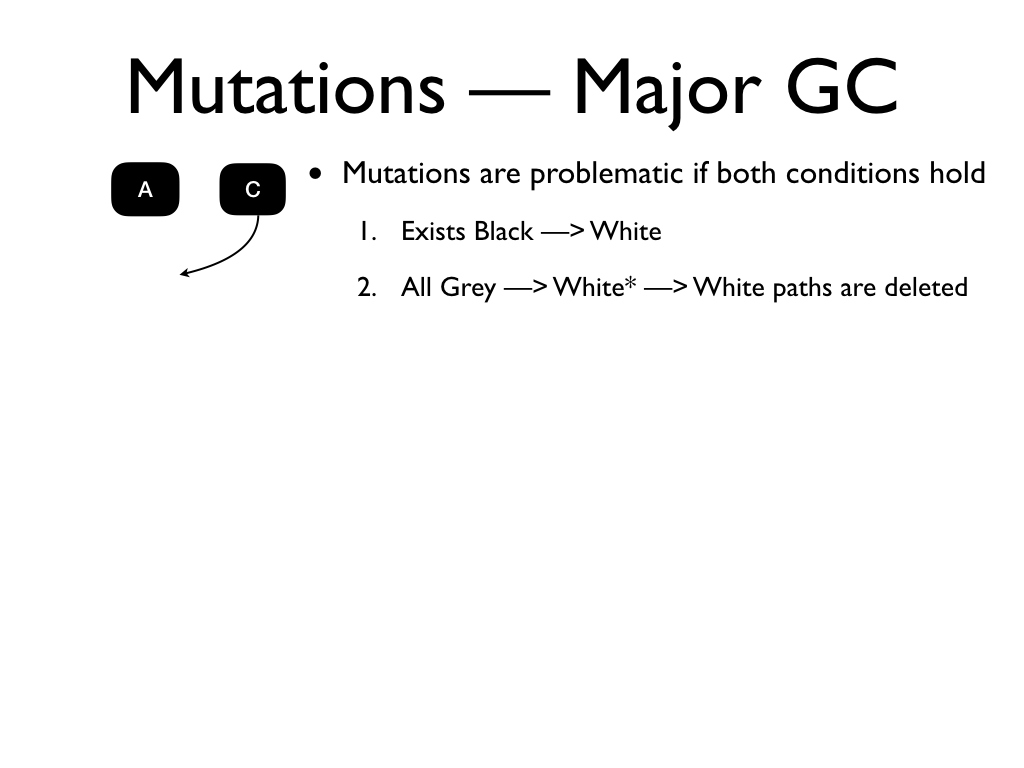 Mutations — Major GC
A
C
• Mutations are problematic if both conditions hold
1. Exists Black —> White
2. All Grey —> White* —> White paths are deleted